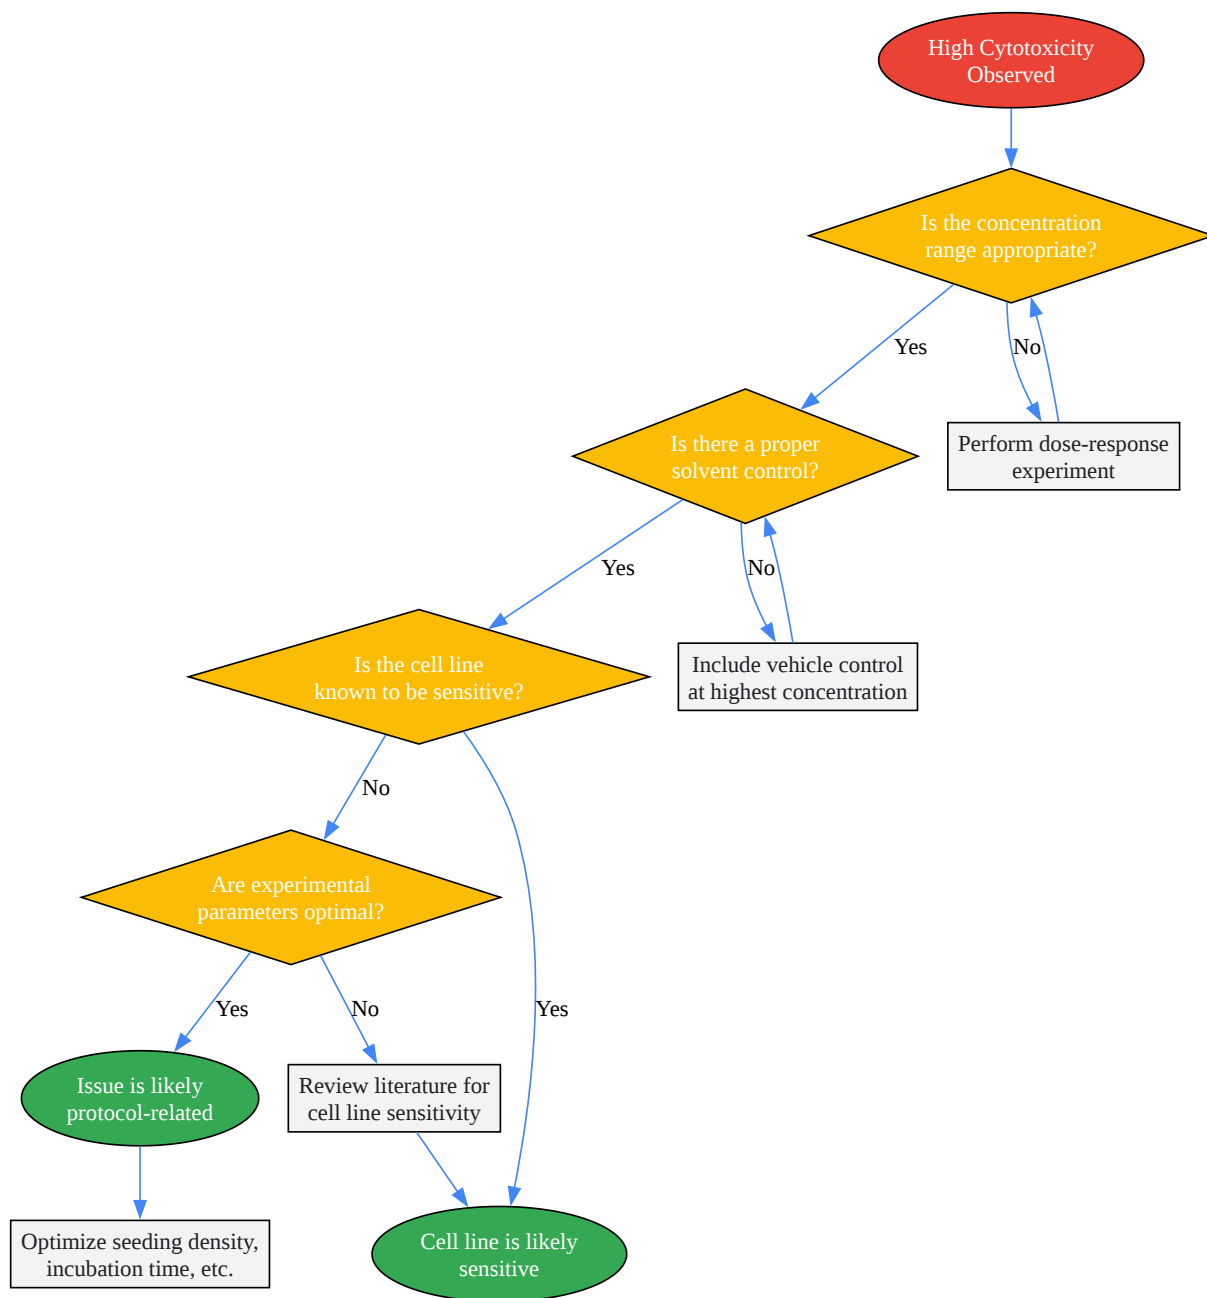 High Cytotoxicity
Observed
Is the concentration
range appropriate?
Yes
No
Perform dose-response
experiment
Is there a proper
solvent control?
Yes
No
Include vehicle control
at highest concentration
Is the cell line
known to be sensitive?
No
Yes
Are experimental
parameters optimal?
Yes
No
Issue is likely
protocol-related
Review literature for
cell line sensitivity
Optimize seeding density,
incubation time, etc.
Cell line is likely
sensitive